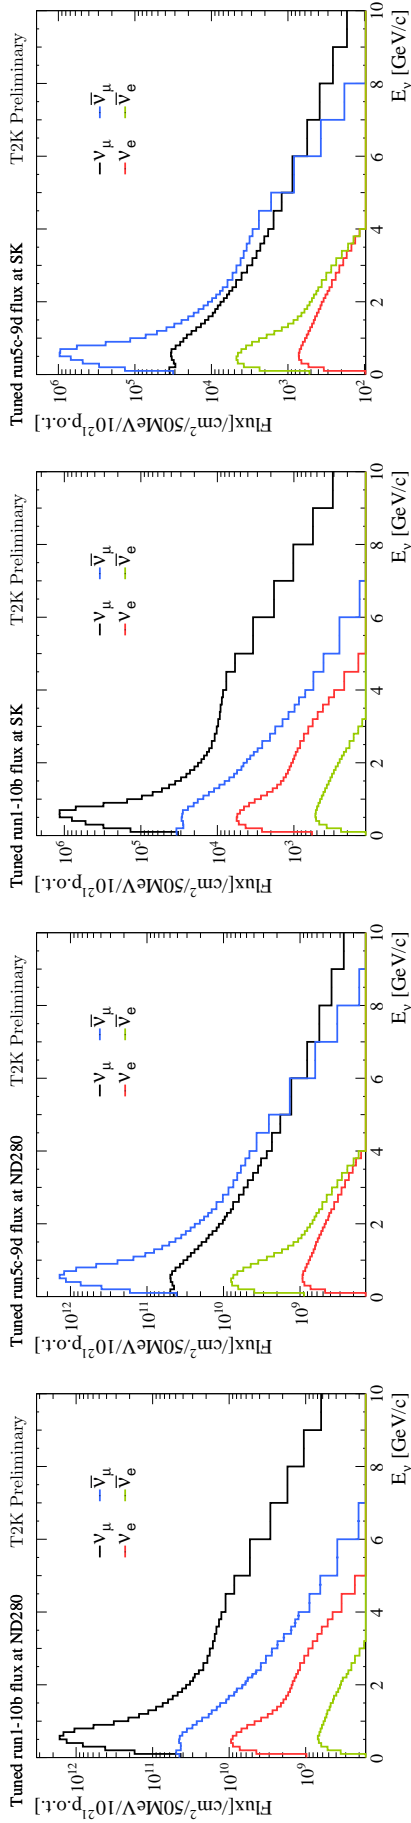 Tuned run1-10b flux at ND280 T2K Preliminary
Flux[/cm²/50MeV/10²¹p.o.t.]
10¹²
10¹¹
10¹⁰
10⁹
ν_μ ν̅_μ
ν_e ν̅_e
0 2 4 6 8 10
E_ν [GeV/c]
Tuned run5c-9d flux at ND280 T2K Preliminary
Flux[/cm²/50MeV/10²¹p.o.t.]
10¹²
10¹¹
10¹⁰
10⁹
ν_μ ν̅_μ
ν_e ν̅_e
0 2 4 6 8 10
E_ν [GeV/c]
Tuned run1-10b flux at SK T2K Preliminary
Flux[/cm²/50MeV/10²¹p.o.t.]
10⁶
10⁵
10⁴
10³
ν_μ ν̅_μ
ν_e ν̅_e
0 2 4 6 8 10
E_ν [GeV/c]
Tuned run5c-9d flux at SK T2K Preliminary
Flux[/cm²/50MeV/10²¹p.o.t.]
10⁶
10⁵
10⁴
10³
10²
ν_μ ν̅_μ
ν_e ν̅_e
0 2 4 6 8 10
E_ν [GeV/c]